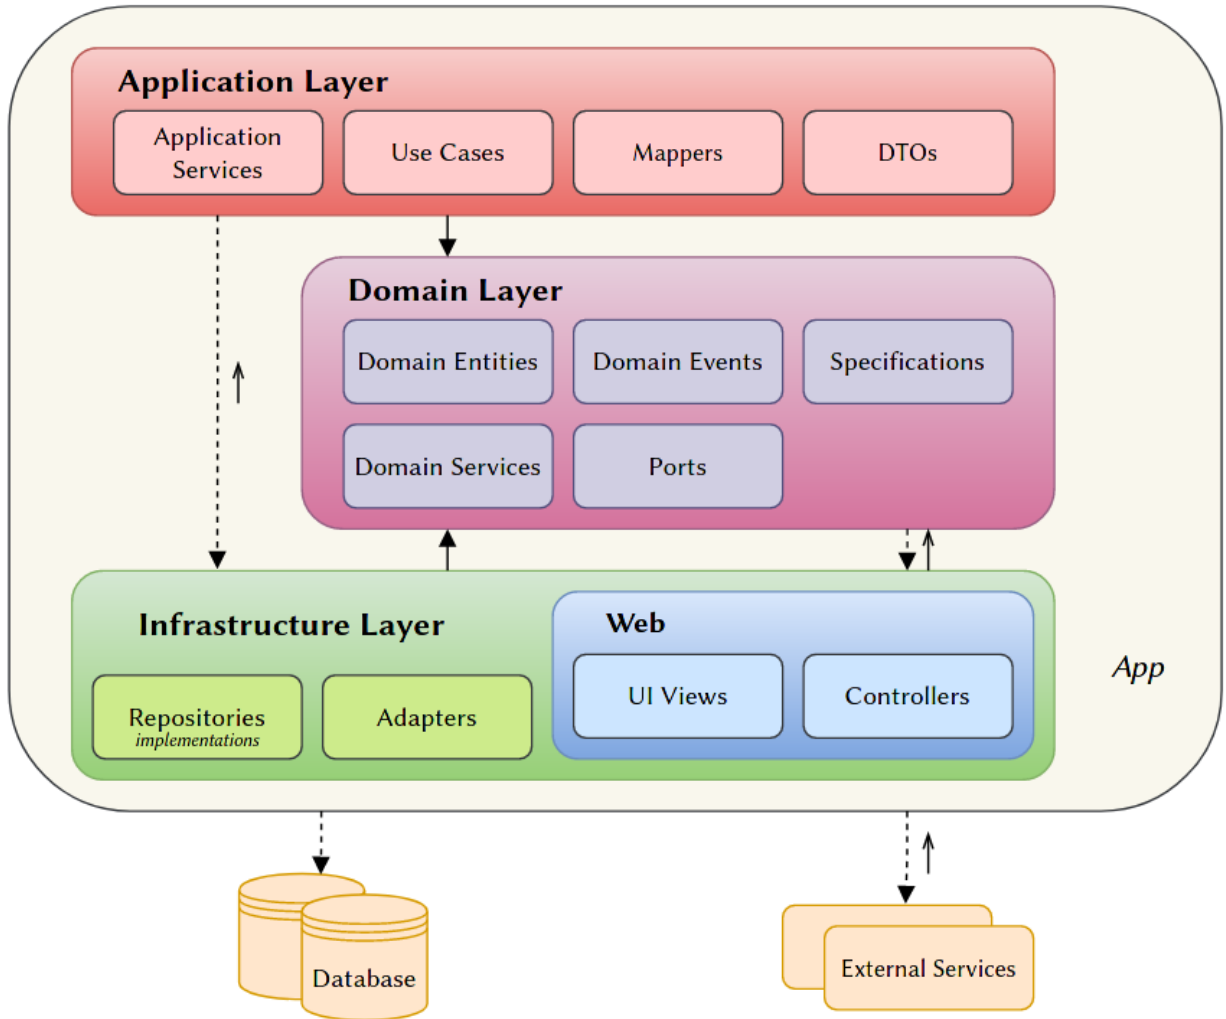 Application Layer
Application
Services
Use Cases
Mappers
DTOs
Domain Layer
Domain Entities
Domain Events
Specifications
Domain Services
Ports
Infrastructure Layer
Repositories
implementations
Adapters
Web
UI Views
Controllers
App
Database
External Services